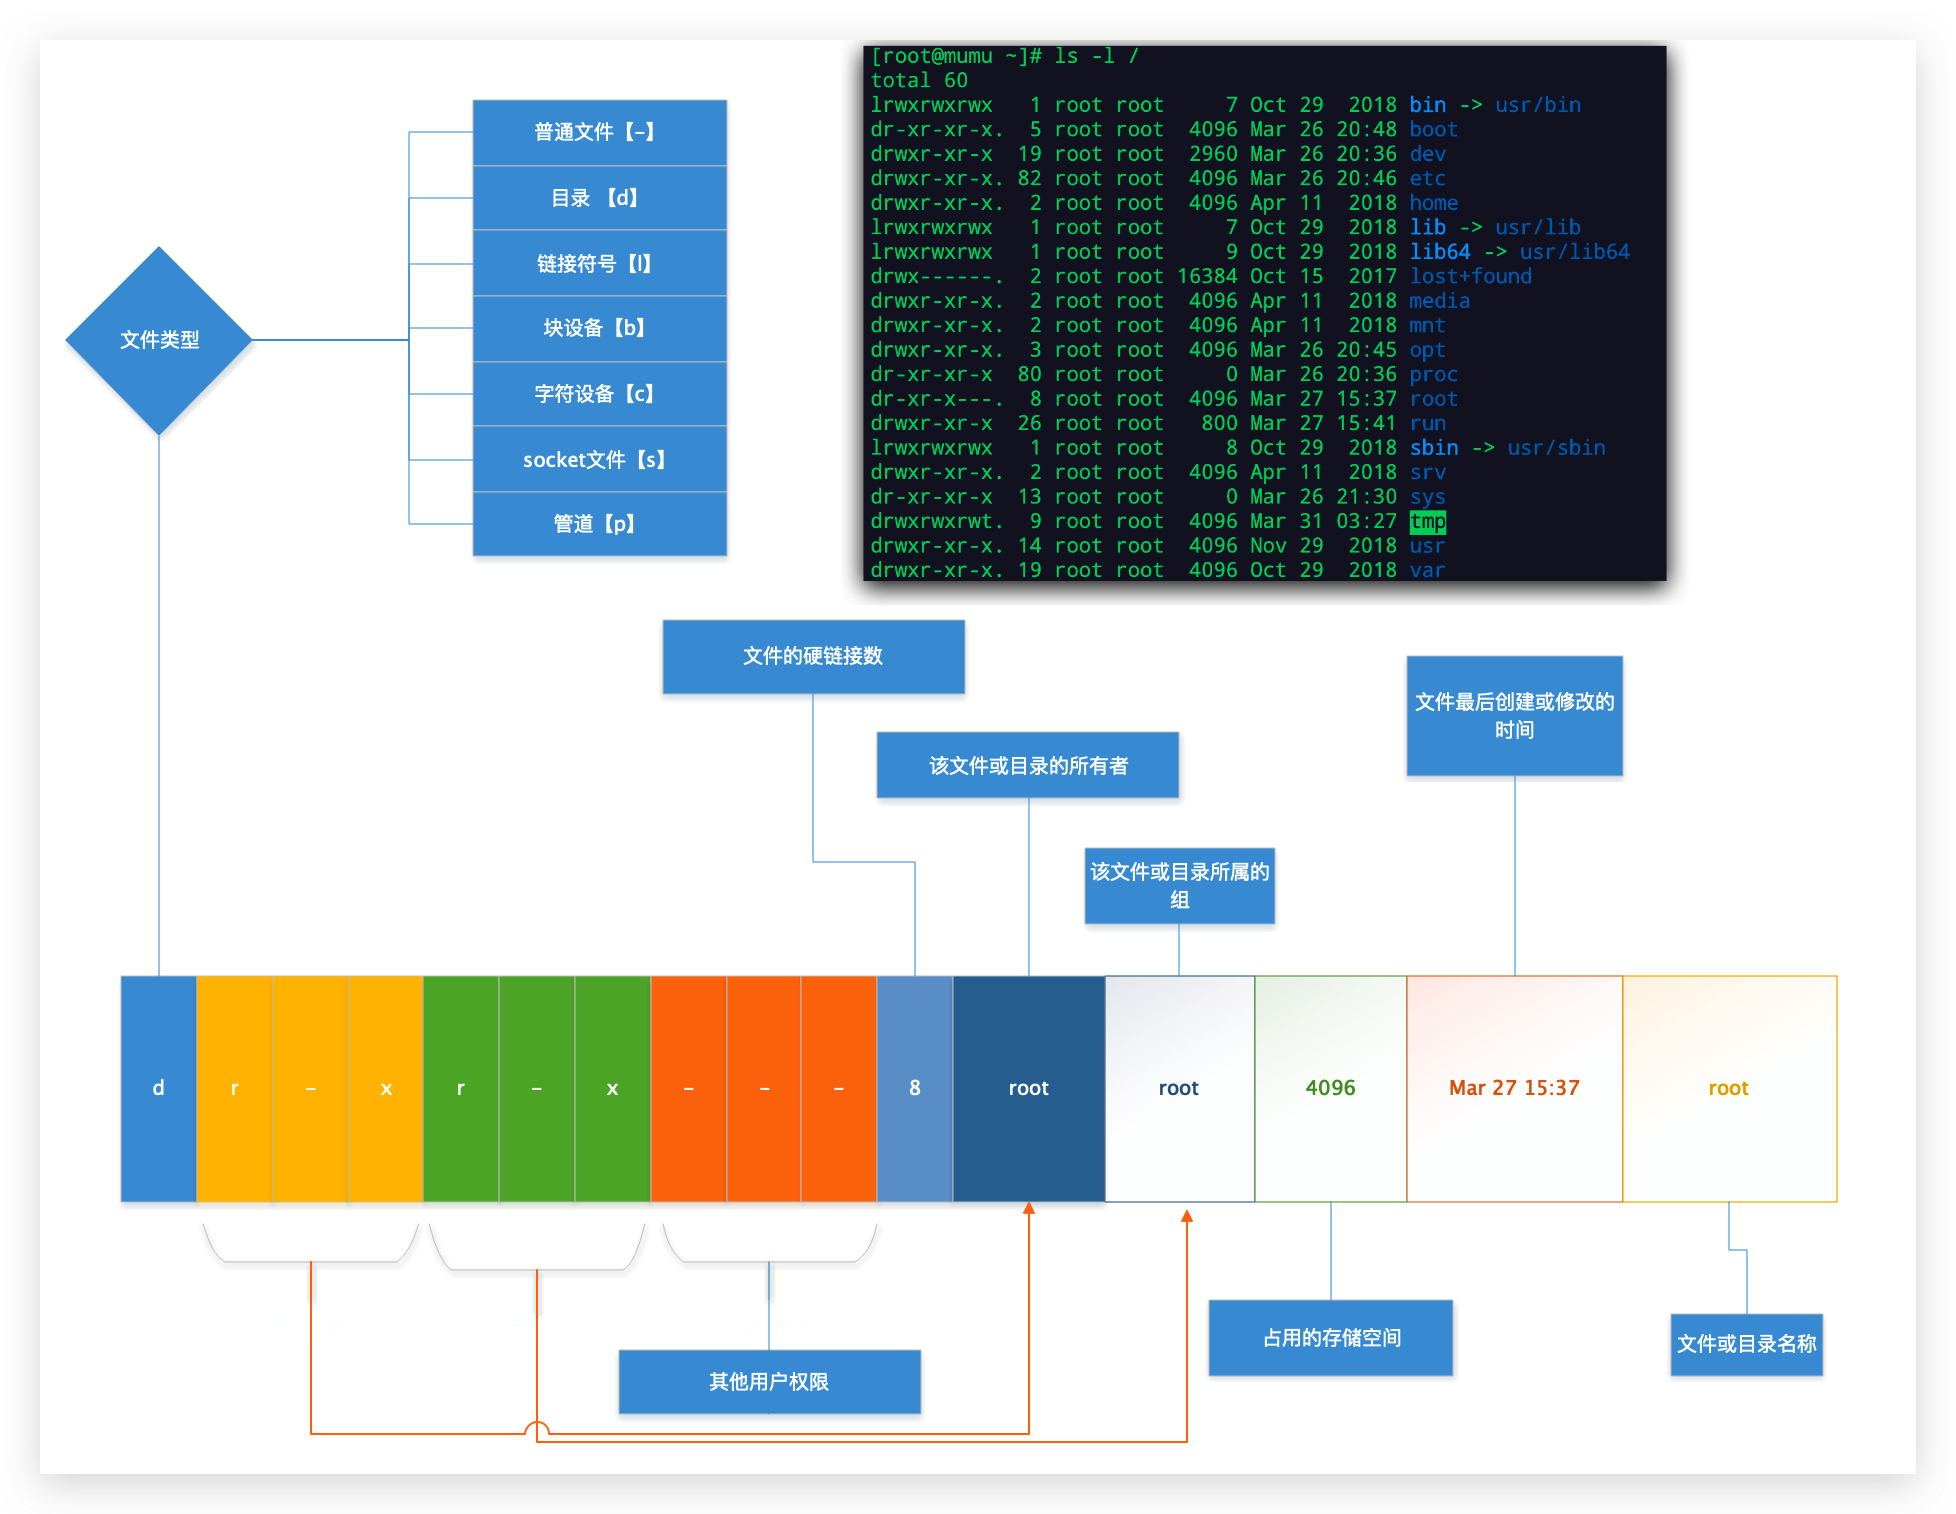 [root@mumu ~]# ls -l /
total 60
lrwxrwxrwx   1 root root     7 Oct 29  2018 bin -> usr/bin
dr-xr-xr-x.  5 root root  4096 Mar 26 20:48 boot
drwxr-xr-x  19 root root  2960 Mar 26 20:36 dev
drwxr-xr-x. 82 root root  4096 Mar 26 20:46 etc
drwxr-xr-x.  2 root root  4096 Apr 11  2018 home
lrwxrwxrwx   1 root root     7 Oct 29  2018 lib -> usr/lib
lrwxrwxrwx   1 root root     9 Oct 29  2018 lib64 -> usr/lib64
drwx------.  2 root root 16384 Oct 15  2017 lost+found
drwxr-xr-x.  2 root root  4096 Apr 11  2018 media
drwxr-xr-x.  2 root root  4096 Apr 11  2018 mnt
drwxr-xr-x.  3 root root  4096 Mar 26 20:45 opt
dr-xr-xr-x  80 root root     0 Mar 26 20:36 proc
dr-xr-x---.  8 root root  4096 Mar 27 15:37 root
drwxr-xr-x  26 root root   800 Mar 27 15:41 run
lrwxrwxrwx   1 root root     8 Oct 29  2018 sbin -> usr/sbin
drwxr-xr-x.  2 root root  4096 Apr 11  2018 srv
dr-xr-xr-x  13 root root     0 Mar 26 21:30 sys
drwxrwxrwt.  9 root root  4096 Mar 31 03:27 tmp
drwxr-xr-x. 14 root root  4096 Nov 29  2018 usr
drwxr-xr-x. 19 root root  4096 Oct 29  2018 var
普通文件【-】
目录 【d】
链接符号【l】
块设备【b】
字符设备【c】
socket文件【s】
管道【p】
文件类型
文件的硬链接数
文件最后创建或修改的
时间
该文件或目录的所有者
该文件或目录所属的
组
d r - x r - x - - - 8 root root 4096 Mar 27 15:37 root
占用的存储空间
文件或目录名称
其他用户权限